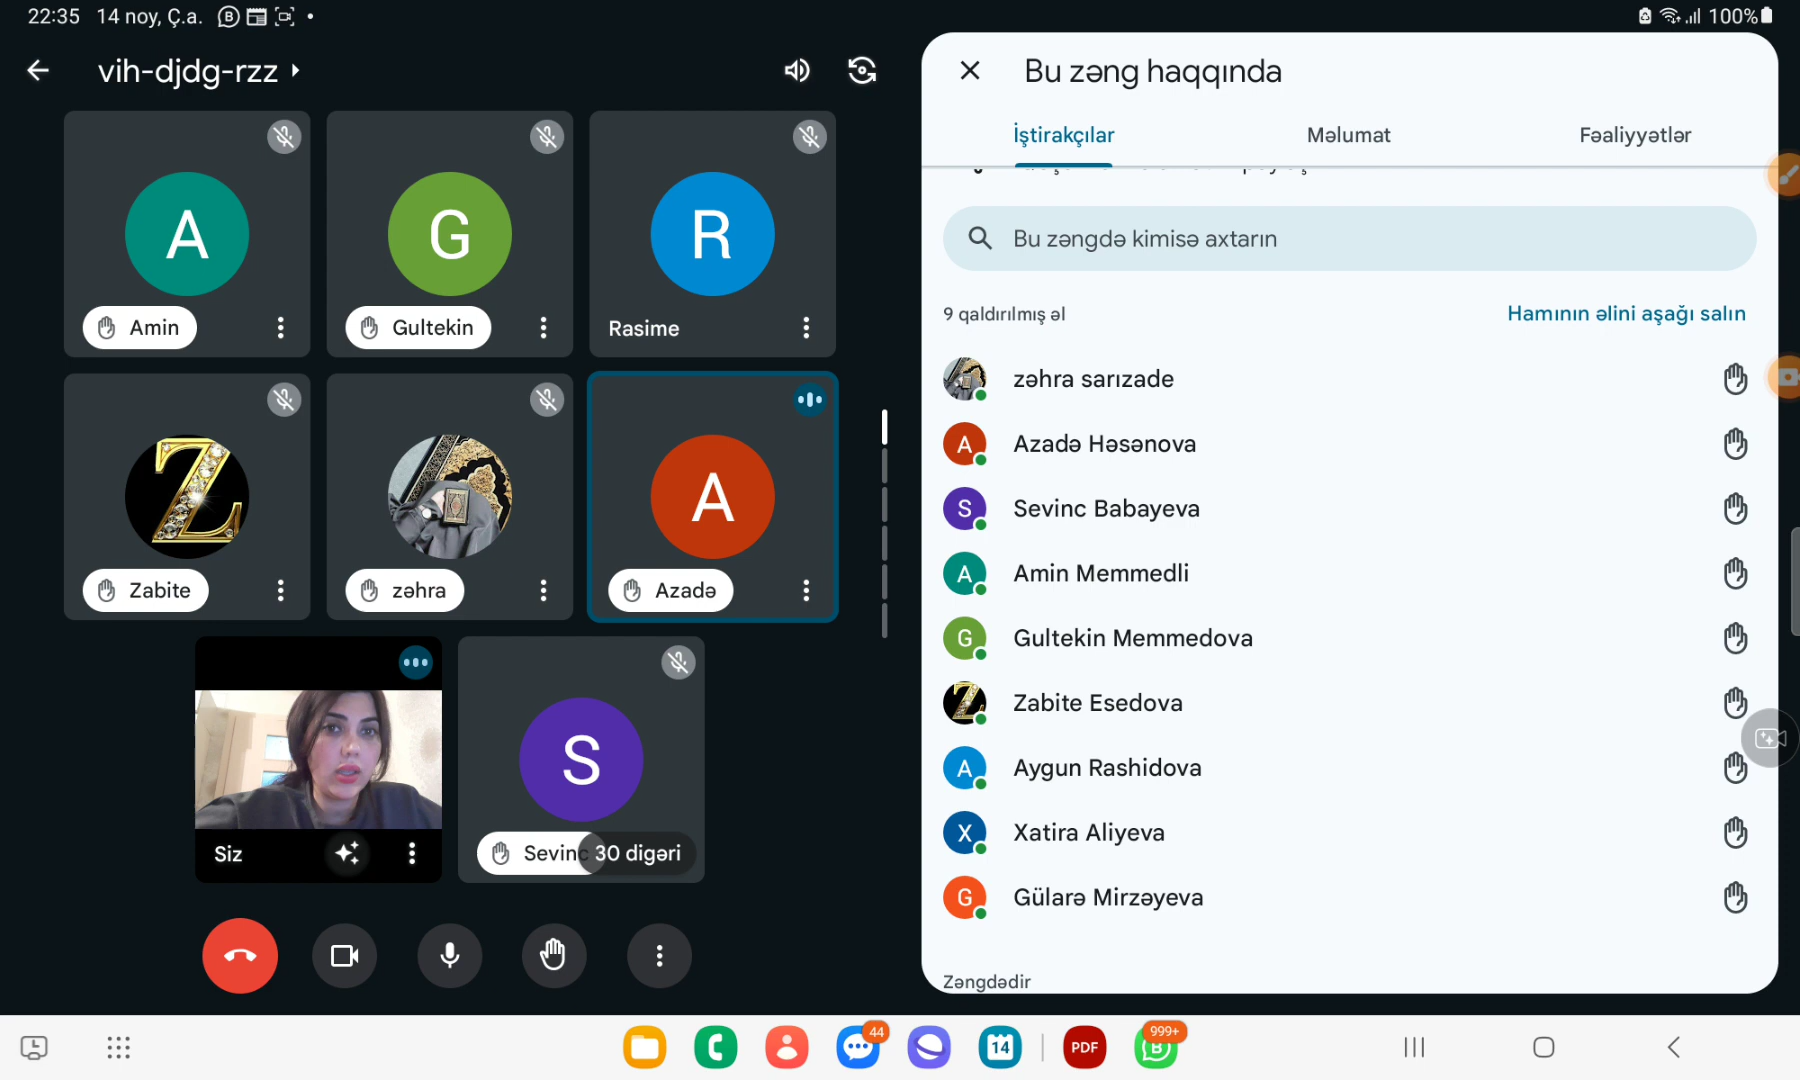 22:35 14 noy, Ç.a.
100%
vih-djdg-rzz
A
Amin
G
Gultekin
R
Rasime
Z
Zabite
zəhra
A
Azadə
Siz
S
Sevinc
30 digəri
Bu zəng haqqında
İştirakçılar
Məlumat
Fəaliyyətlər
Bu zəngdə kimisə axtarın
9 qaldırılmış əl
Hamının əlini aşağı salın
zəhra sarızade
A Azadə Həsənova
S Sevinc Babayeva
A Amin Memmedli
G Gultekin Memmedova
Z Zabite Esedova
A Aygun Rashidova
X Xatira Aliyeva
G Gülarə Mirzəyeva
Zəngdədir
44
14
PDF
999+
B